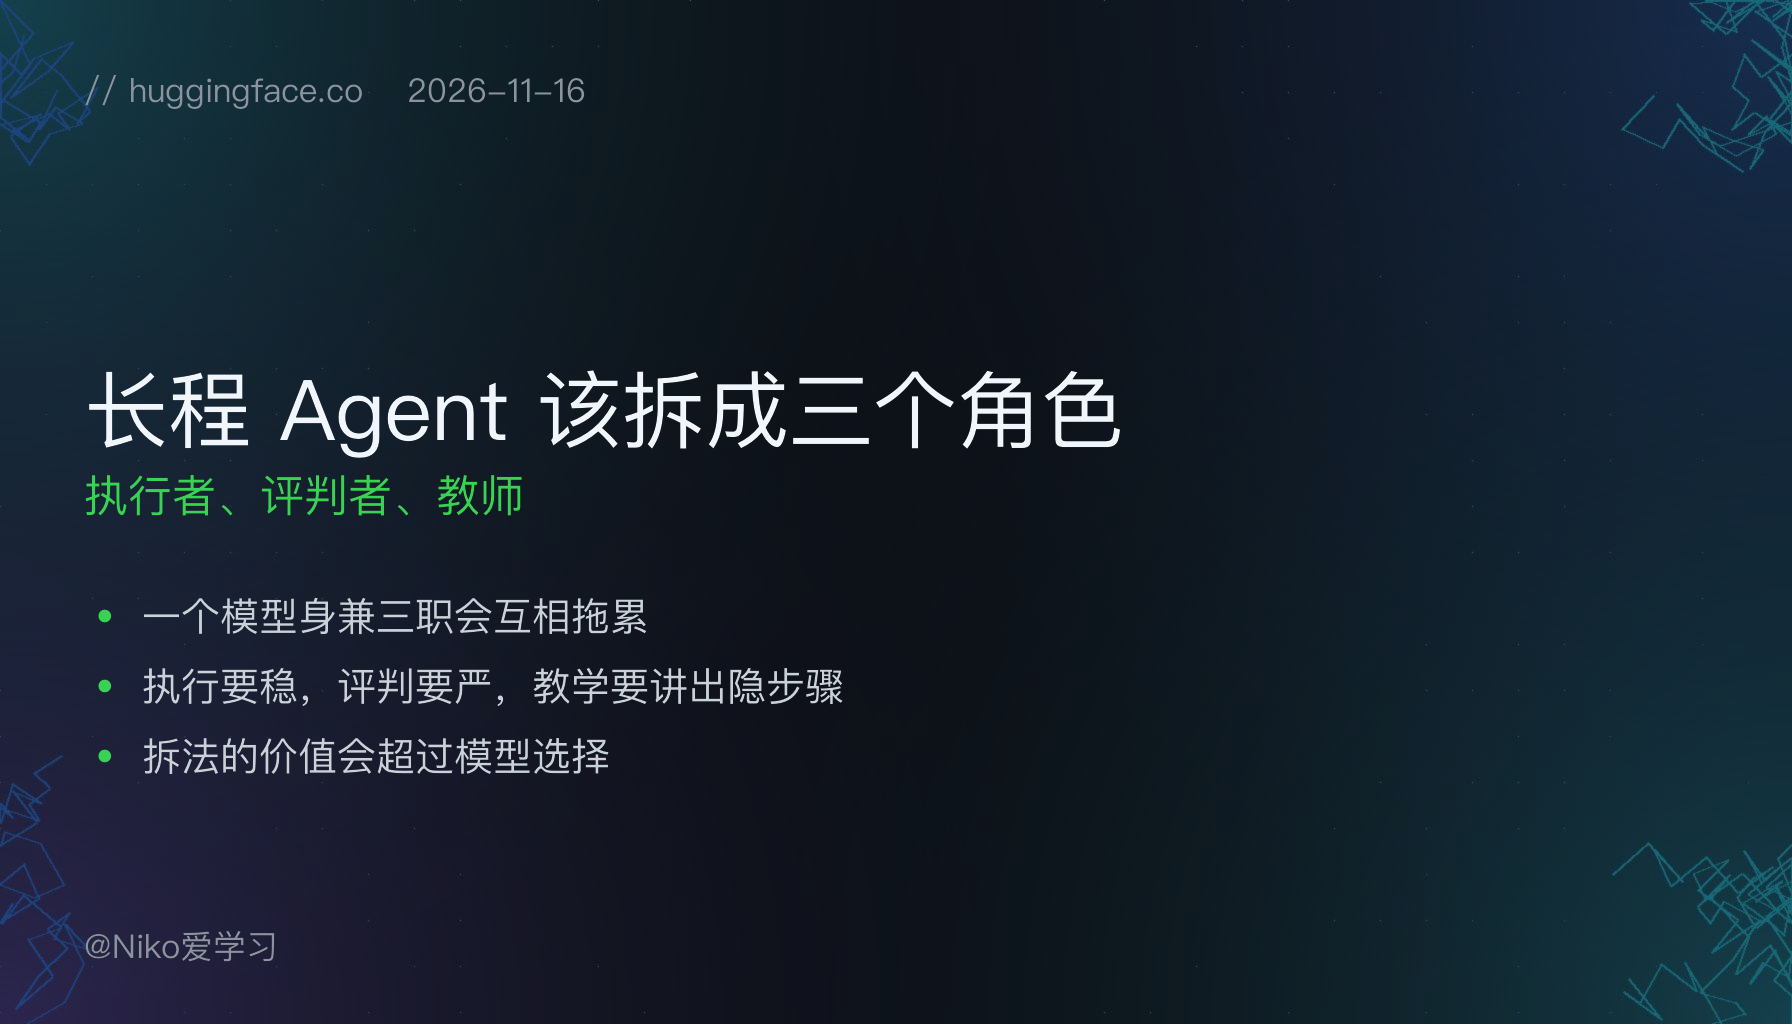 // huggingface.co 2026-11-16
长程 Agent 该拆成三个角色
执行者、评判者、教师
• 一个模型身兼三职会互相拖累
• 执行要稳，评判要严，教学要讲出隐步骤
• 拆法的价值会超过模型选择
@Niko爱学习